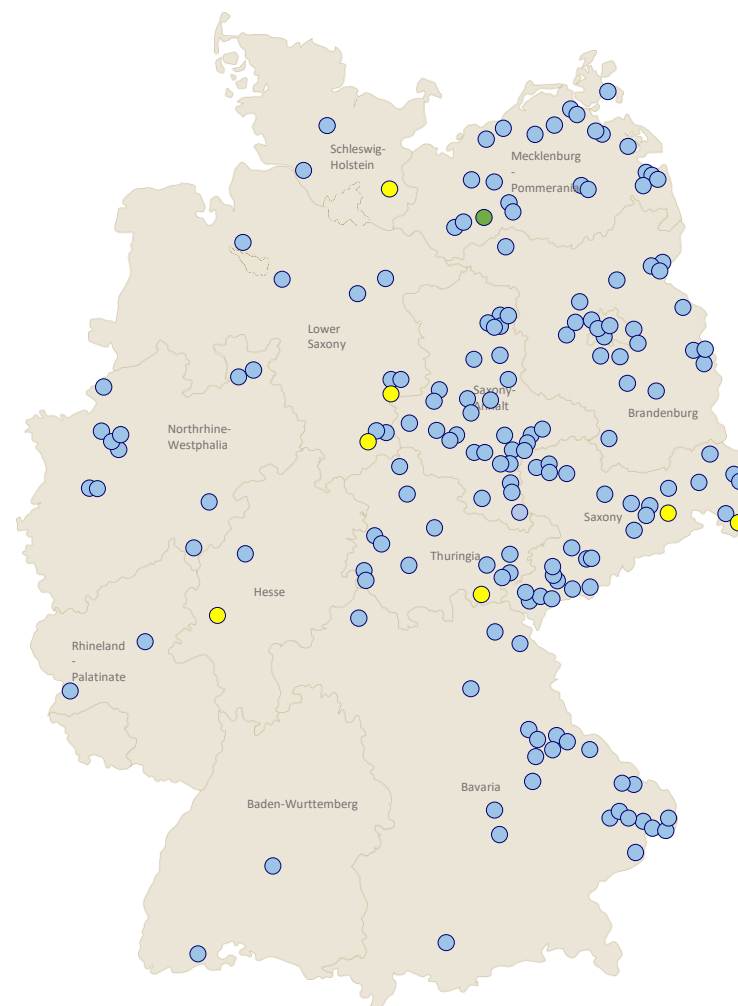 Schleswig-
Holstein
Mecklenburg
-
Pommerania
Lower
Saxony
Saxony-
Anhalt
Brandenburg
Northrhine-
Westphalia
Saxony
Thuringia
Hesse
Rhineland
-
Palatinate
Bavaria
Baden-Wurttemberg